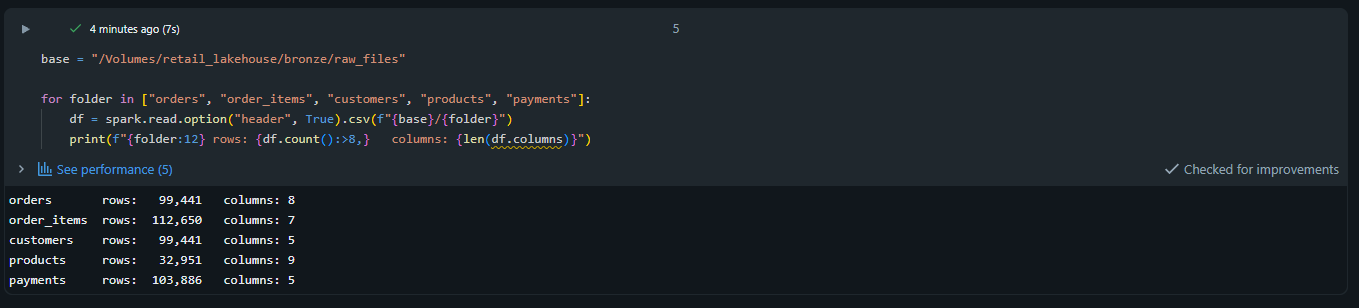 4 minutes ago (7s)
5
base = "/Volumes/retail_lakehouse/bronze/raw_files"
for folder in ["orders", "order_items", "customers", "products", "payments"]:
    df = spark.read.option("header", True).csv(f"{base}/{folder}")
    print(f"{folder:12} rows: {df.count():>8,}   columns: {len(df.columns)}")
See performance (5)
Checked for improvements
orders       rows:   99,441   columns: 8
order_items  rows:  112,650   columns: 7
customers    rows:   99,441   columns: 5
products     rows:   32,951   columns: 9
payments     rows:  103,886   columns: 5